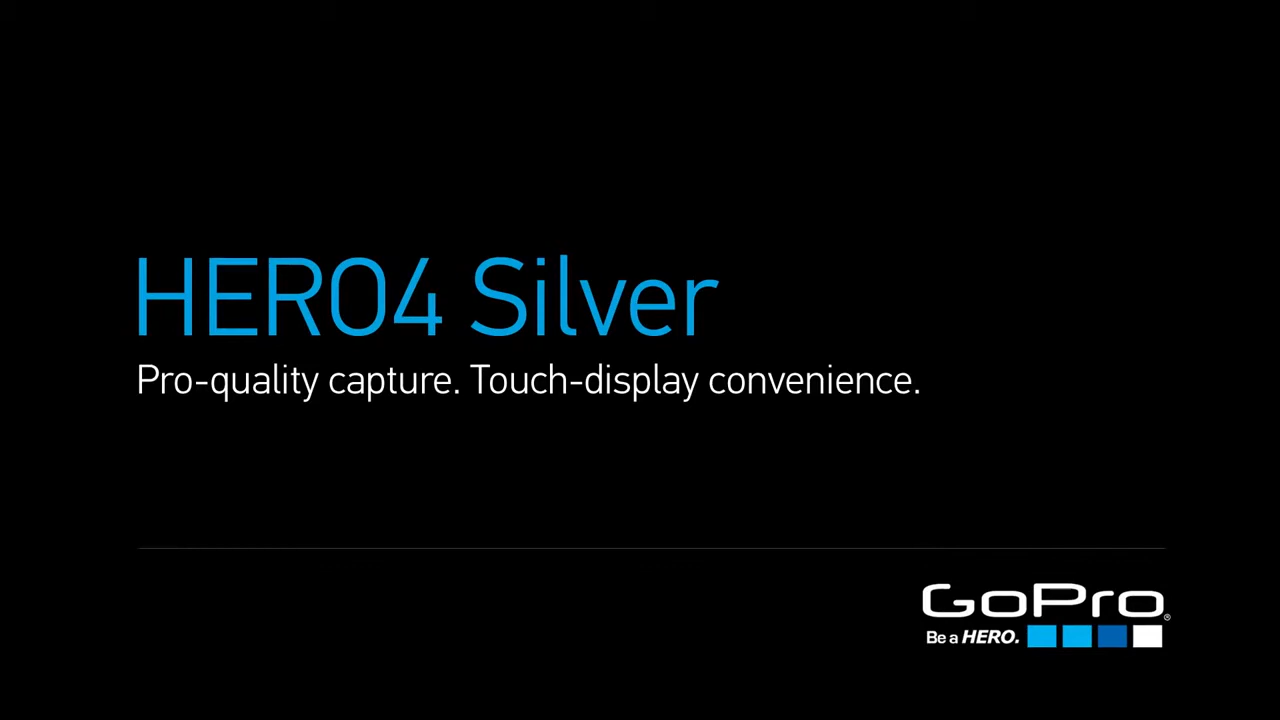 HERO4 Silver
Pro-quality capture. Touch-display convenience.
GoPro®
Be a HERO.